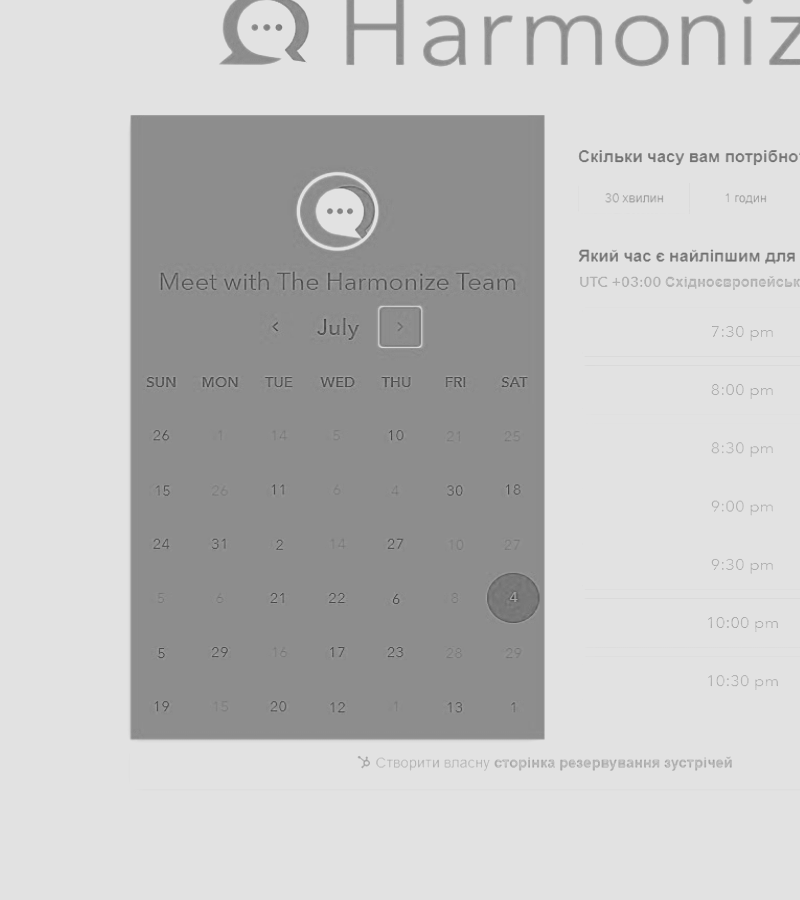 Harmoniz
Meet with The Harmonize Team
July
SUN MON TUE WED THU FRI SAT
26 1 14 5 10 21 25
15 26 11 6 4 30 18
24 31 2 14 27 10 27
5 6 21 22 6 8 4
5 29 16 17 23 28 29
19 15 20 12 1 13 1
Скільки часу вам потрібно?
30 хвилин 1 годин
Який час є найліпшим для
UTC +03:00 Східноєвропейськ
7:30 pm
8:00 pm
8:30 pm
9:00 pm
9:30 pm
10:00 pm
10:30 pm
Створити власну сторінка резервування зустрічей